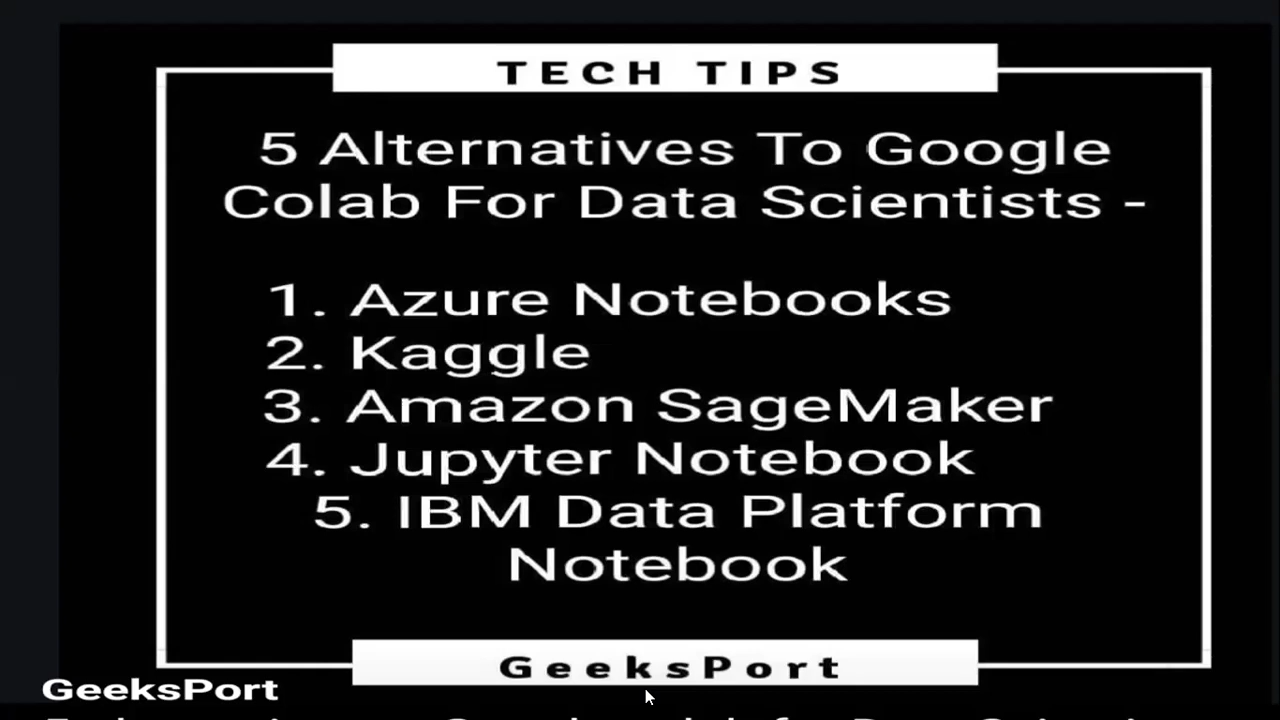 TECH TIPS
5 Alternatives To Google
Colab For Data Scientists -
1. Azure Notebooks
2. Kaggle
3. Amazon SageMaker
4. Jupyter Notebook
5. IBM Data Platform
Notebook
GeeksPort
GeeksPort